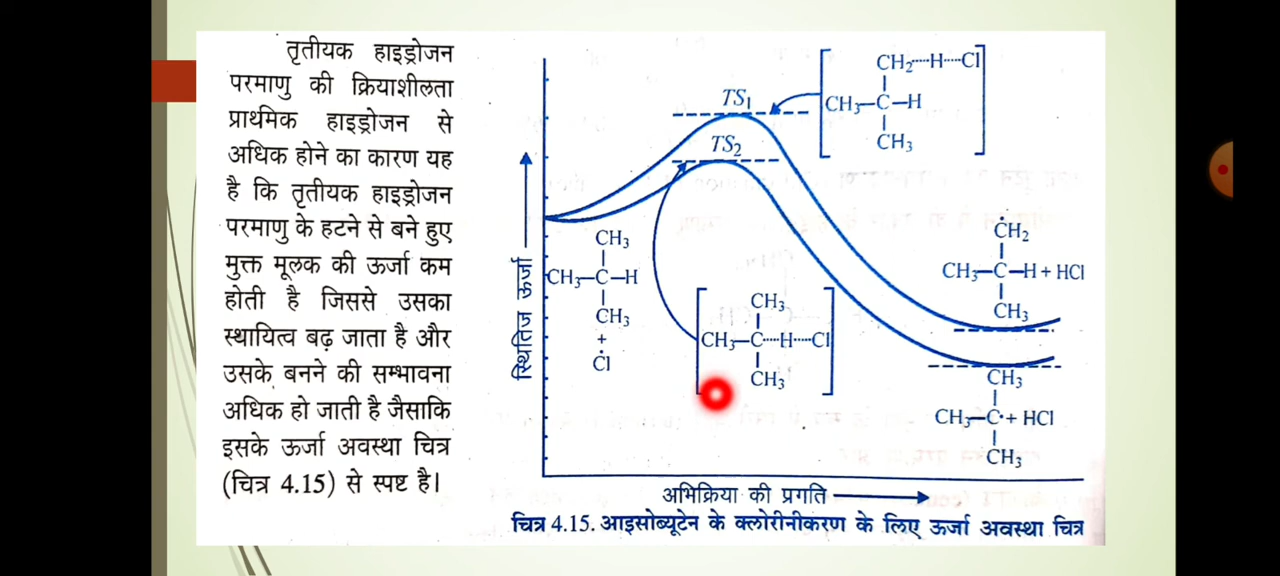 तृतीयक हाइड्रोजन
परमाणु की क्रियाशीलता
प्राथमिक हाइड्रोजन से
अधिक होने का कारण यह
है कि तृतीयक हाइड्रोजन
परमाणु के हटने से बने हुए
मुक्त मूलक की ऊर्जा कम
होती है जिससे उसका
स्थायित्व बढ़ जाता है और
उसके बनने की सम्भावना
अधिक हो जाती है जैसाकि
इसके ऊर्जा अवस्था चित्र
(चित्र 4.15) से स्पष्ट है।
स्थितिज ऊर्जा
TS₁
TS₂
CH₂┈H┈Cl
CH₃—C—H
CH₃
CH₃
CH₃—C—H
CH₃
+
Ċl
CH₃
CH₃—C┈H┈Cl
CH₃
ĊH₂
CH₃—C—H + HCl
CH₃
CH₃
CH₃—C· + HCl
CH₃
अभिक्रिया की प्रगति
चित्र 4.15. आइसोब्यूटेन के क्लोरीनीकरण के लिए ऊर्जा अवस्था चित्र